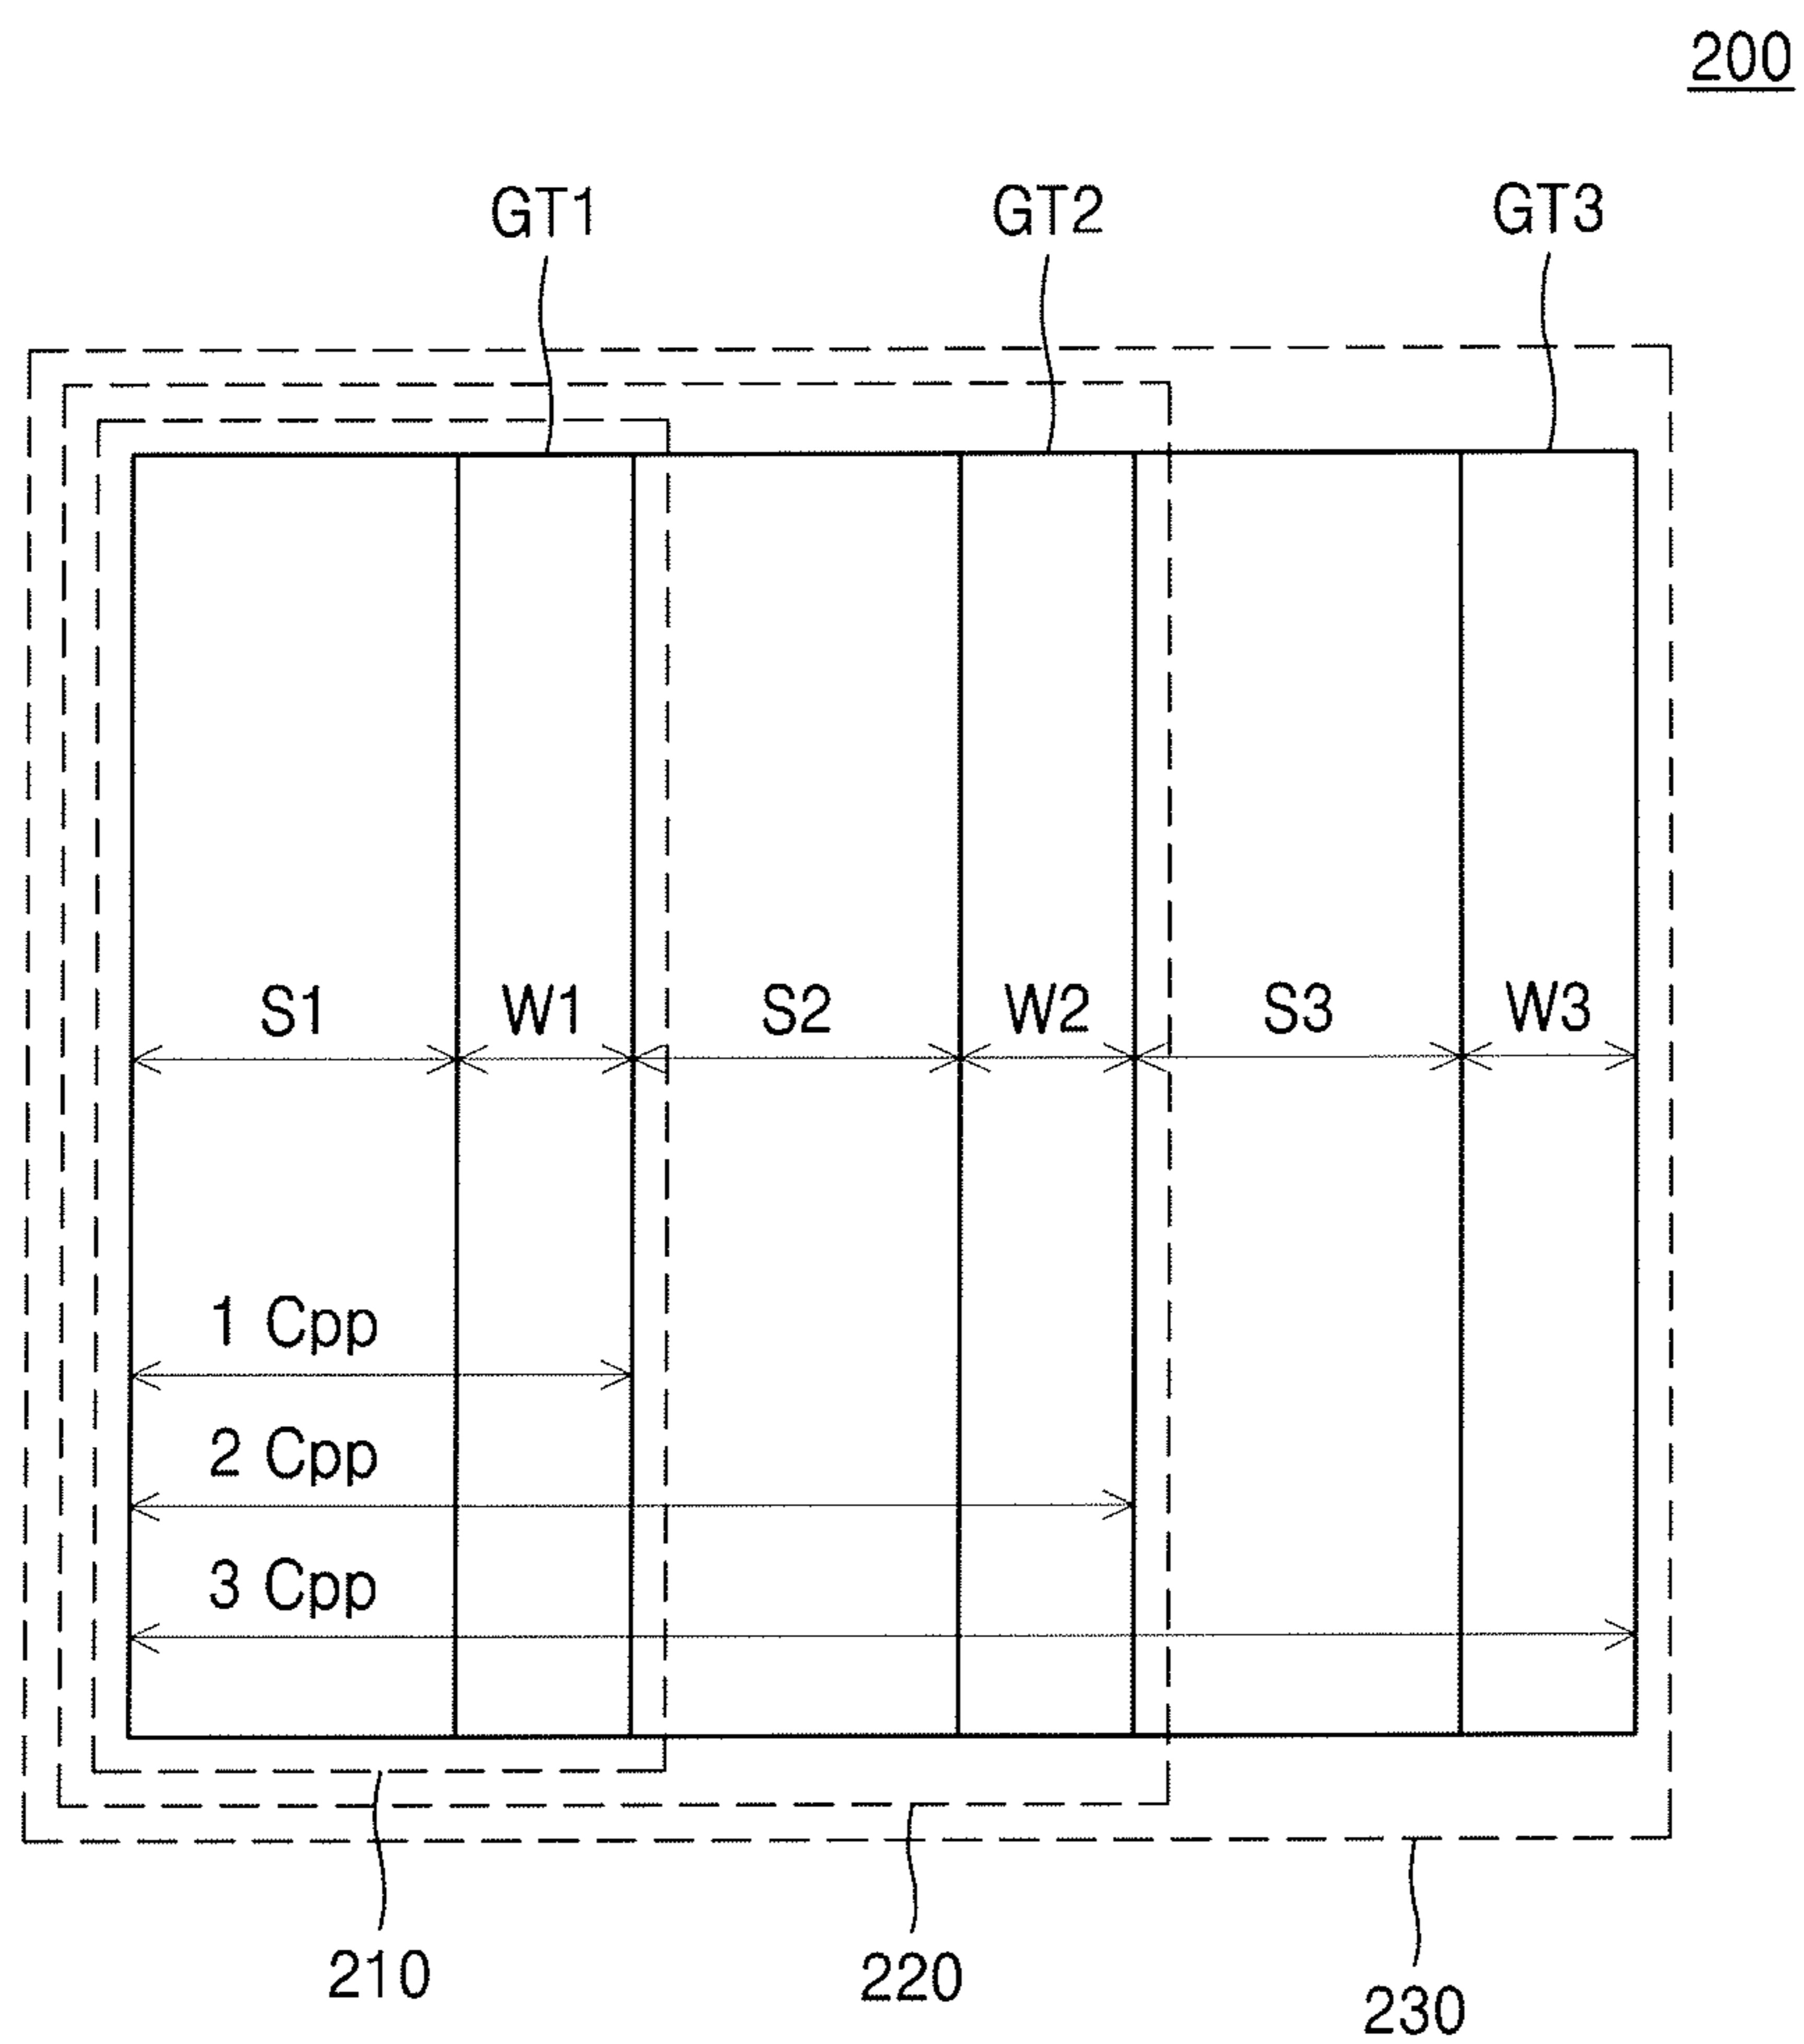 200
GT1 GT2 GT3
S1 W1 S2 W2 S3 W3
1 Cpp
2 Cpp
3 Cpp
210
220
230